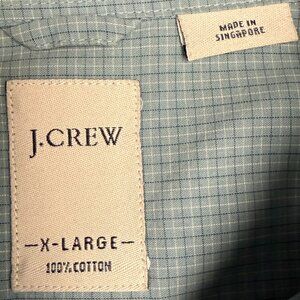 MADE IN
SINGAPORE
J.CREW
—X-LARGE—
100% COTTON